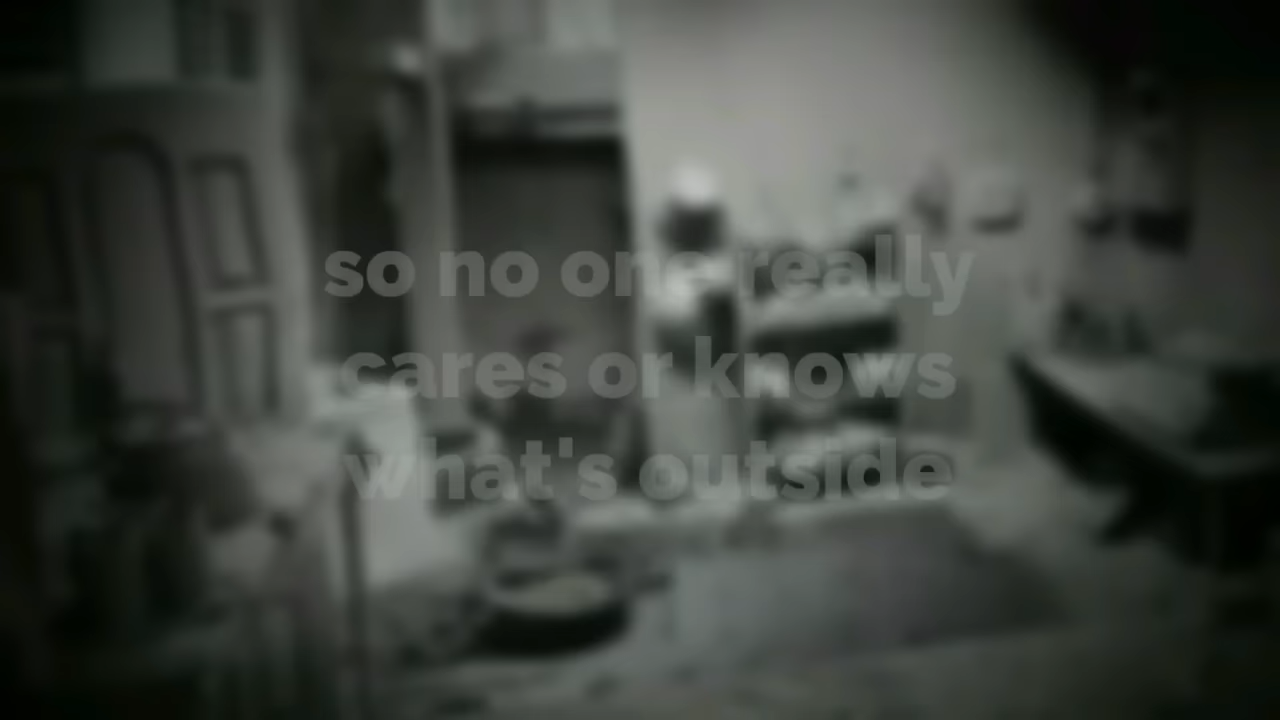 so no one really
cares or knows
what's outside